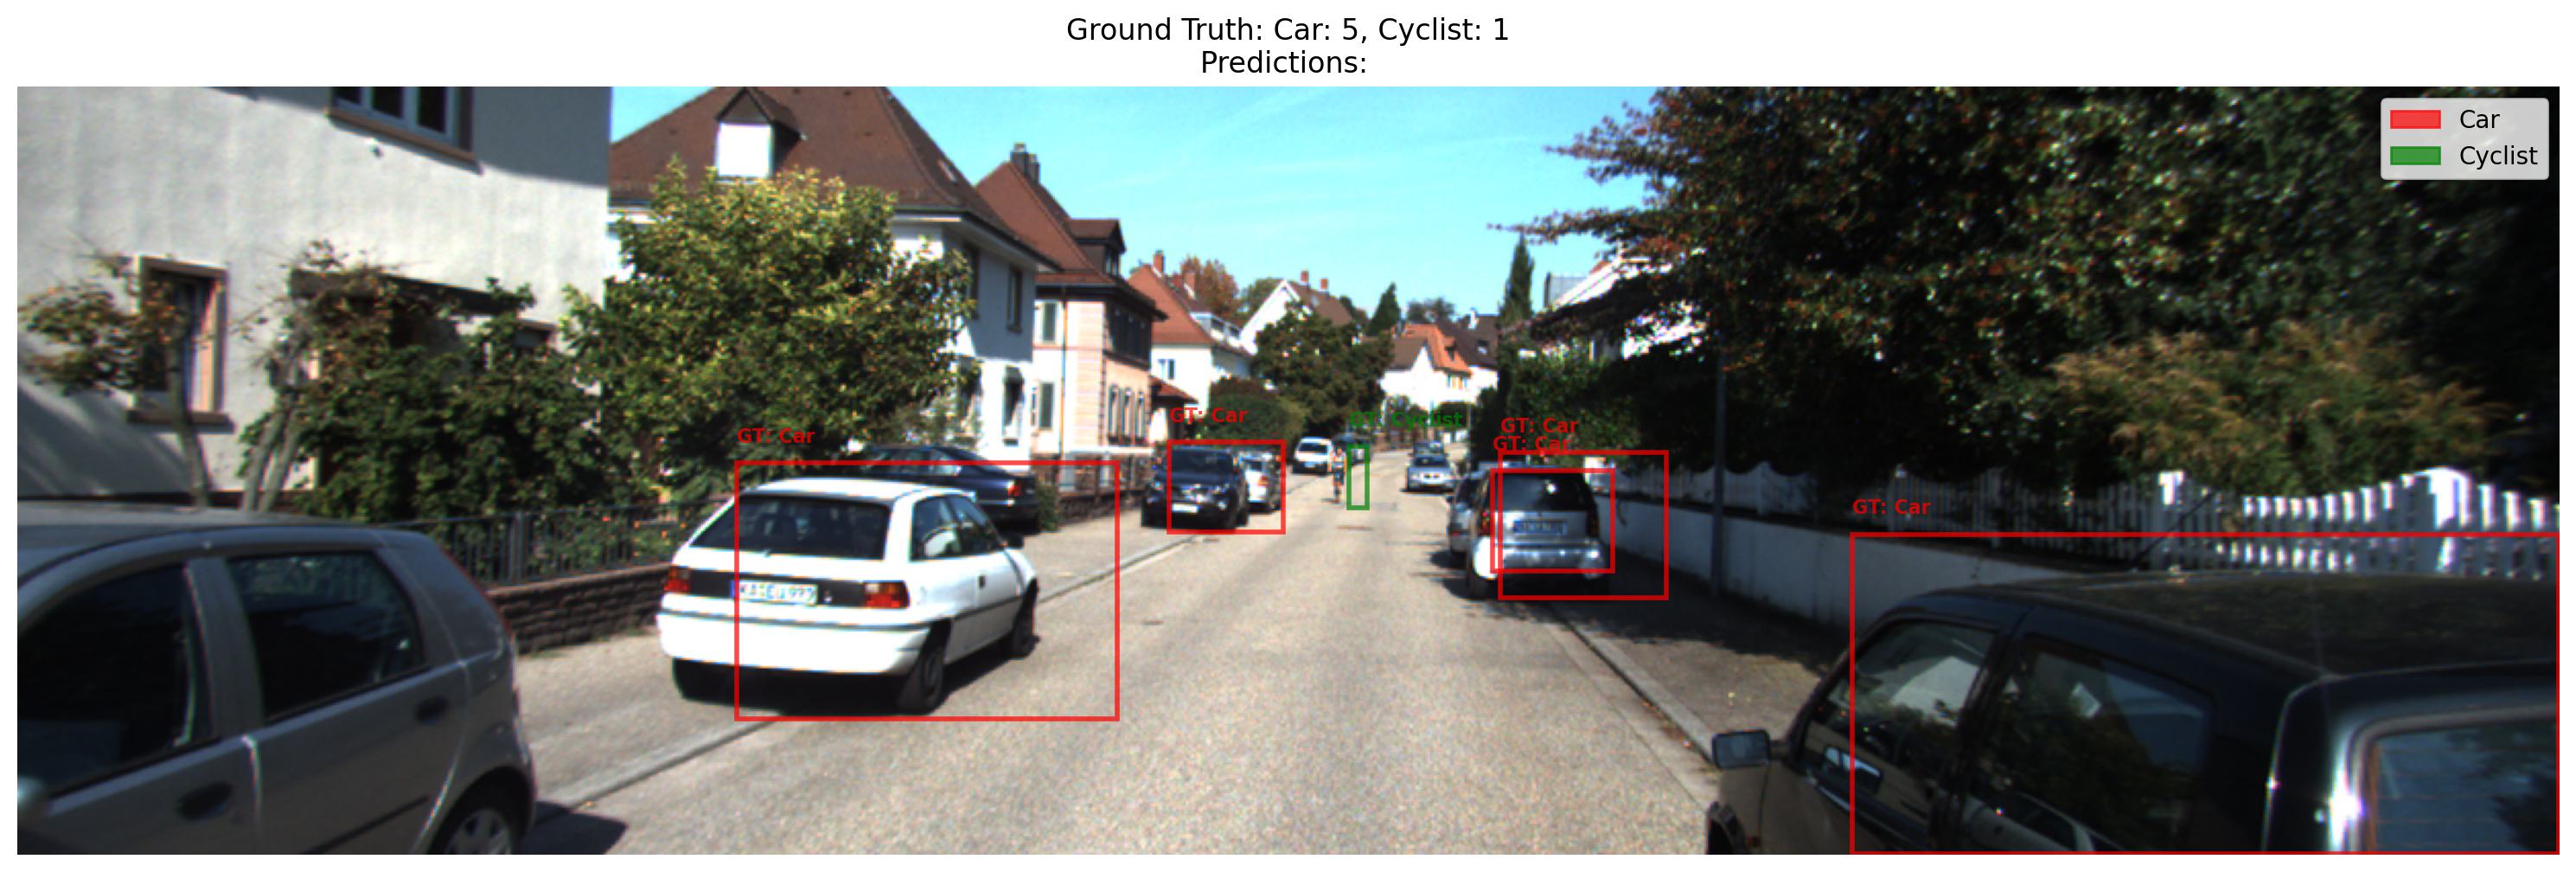 Ground Truth: Car: 5, Cyclist: 1
Predictions:
Car
Cyclist
GT: Car
GT: Cyclist
GT: Car
GT: Car
GT: Car
GT: Car